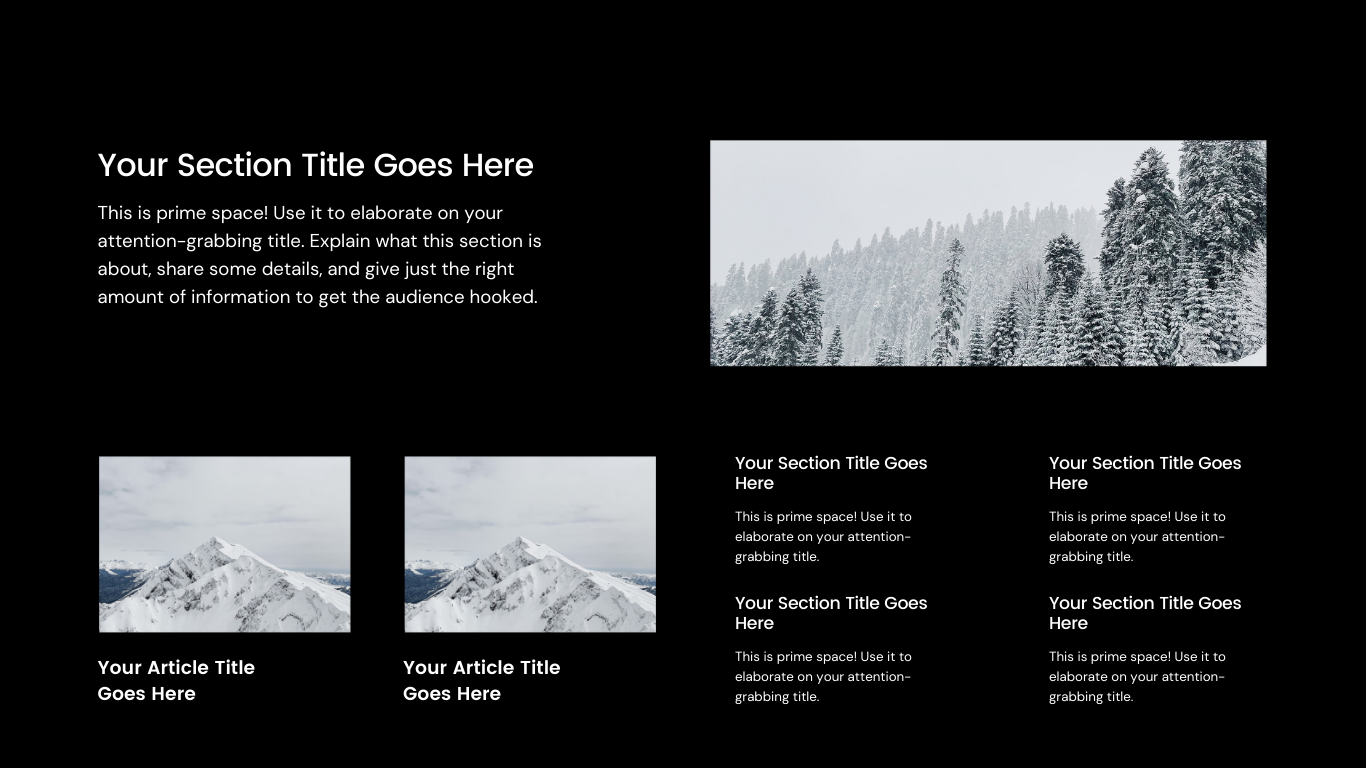 Your Section Title Goes Here
This is prime space! Use it to elaborate on your
attention-grabbing title. Explain what this section is
about, share some details, and give just the right
amount of information to get the audience hooked.
Your Article Title
Goes Here
Your Article Title
Goes Here
Your Section Title Goes
Here
This is prime space! Use it to
elaborate on your attention-
grabbing title.
Your Section Title Goes
Here
This is prime space! Use it to
elaborate on your attention-
grabbing title.
Your Section Title Goes
Here
This is prime space! Use it to
elaborate on your attention-
grabbing title.
Your Section Title Goes
Here
This is prime space! Use it to
elaborate on your attention-
grabbing title.